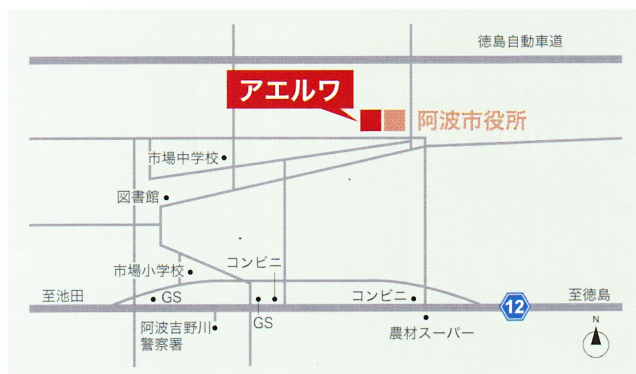 徳島自動車道
アエルワ
阿波市役所
市場中学校
図書館
コンビニ
市場小学校
至池田
GS
コンビニ
12
至徳島
GS
阿波吉野川
警察署
農材スーパー
N